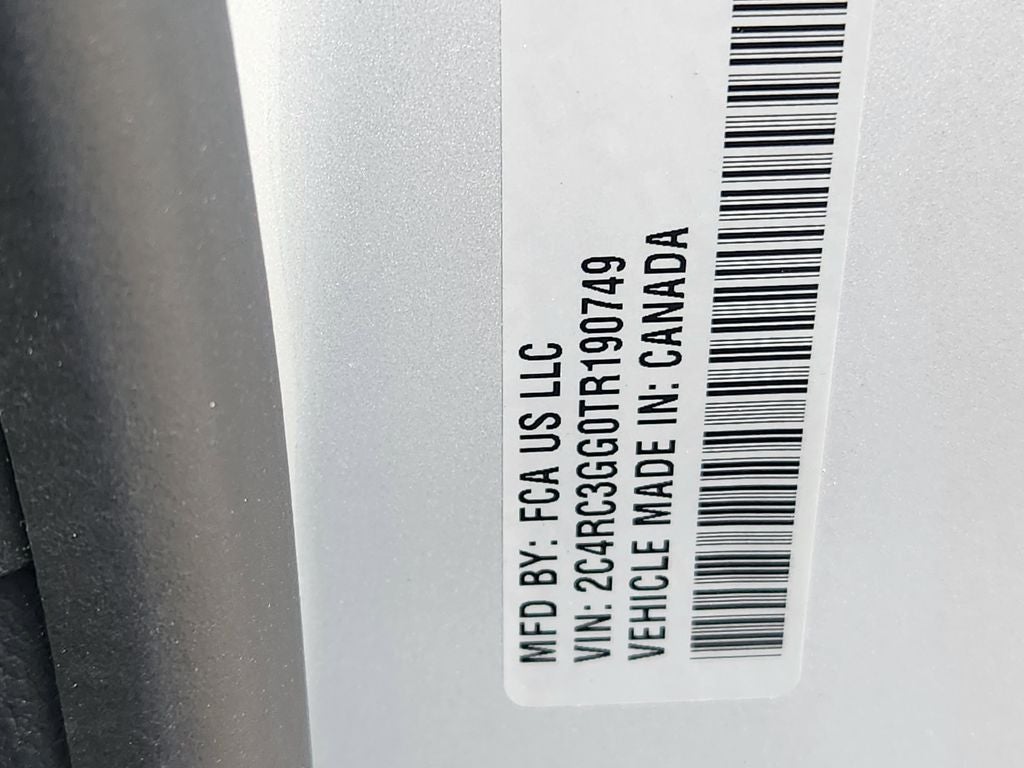 MFD BY: FCA US LLC
VIN: 2C4RC3GG0TR190749
VEHICLE MADE IN: CANADA